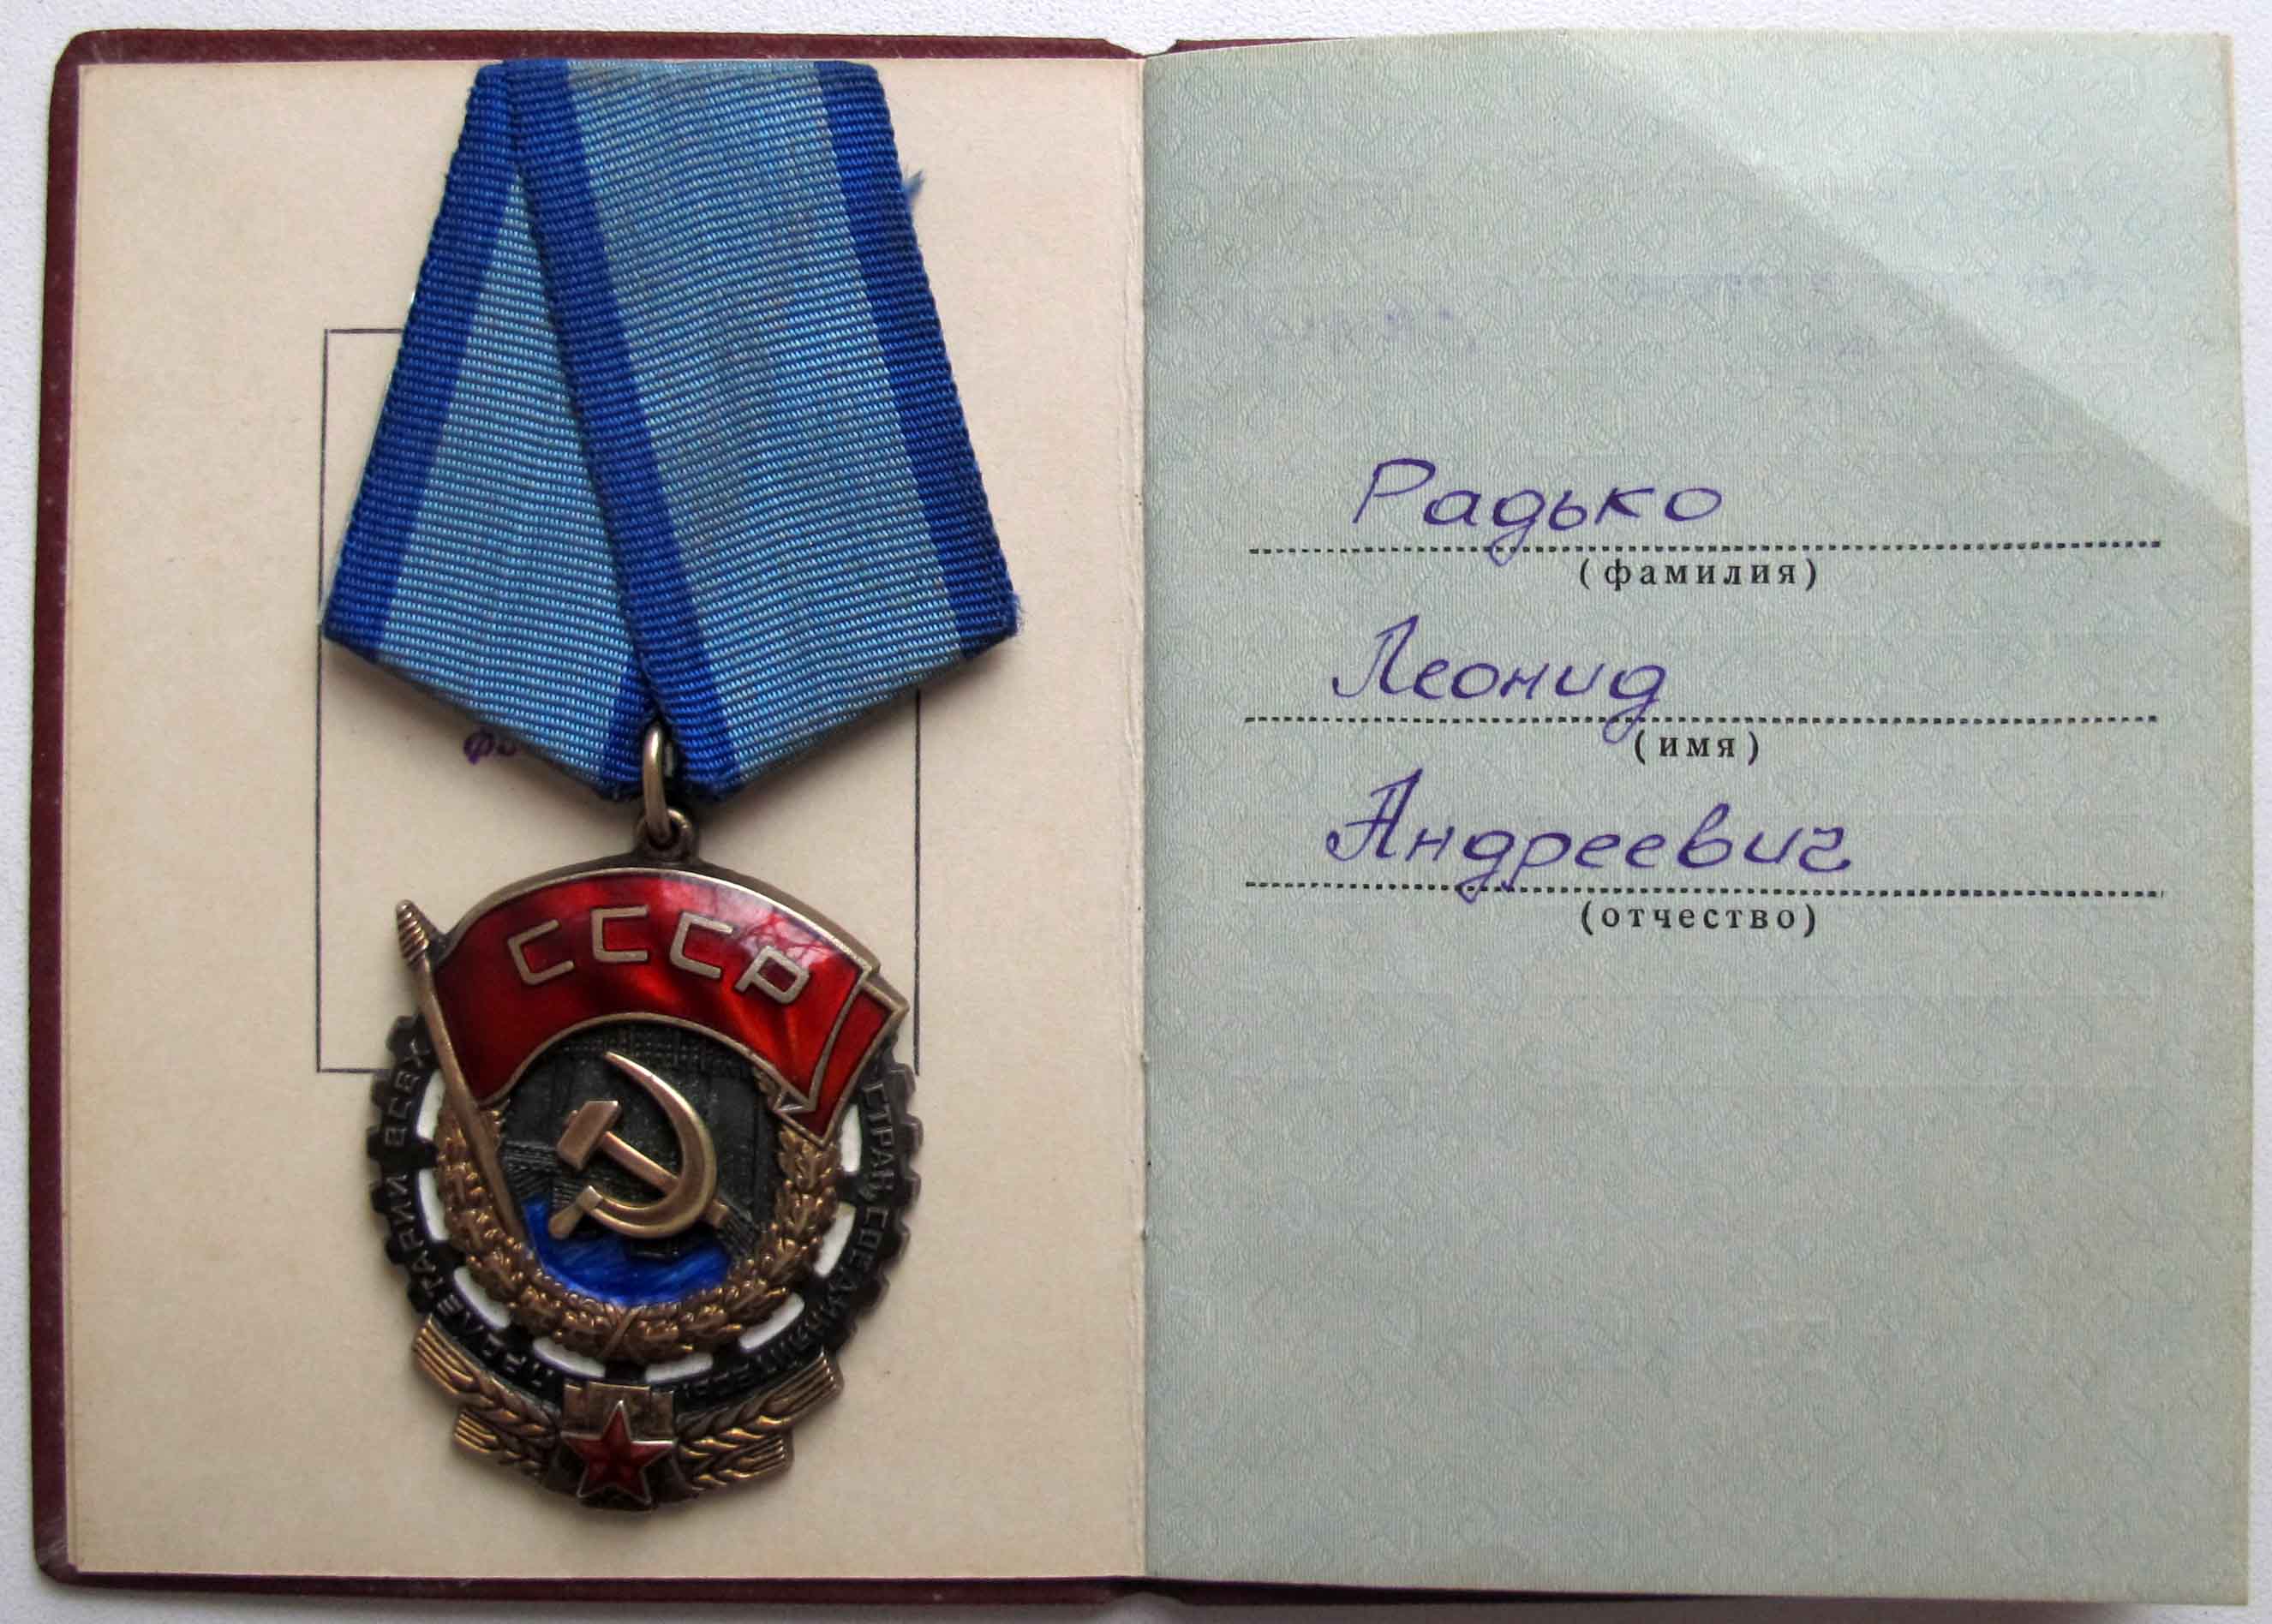 СССР
ПРОЛЕТАРИИ ВСЕХ СТРАН, СОЕДИНЯЙТЕСЬ
Радько
(фамилия)
Леонид
(имя)
Андреевич
(отчество)